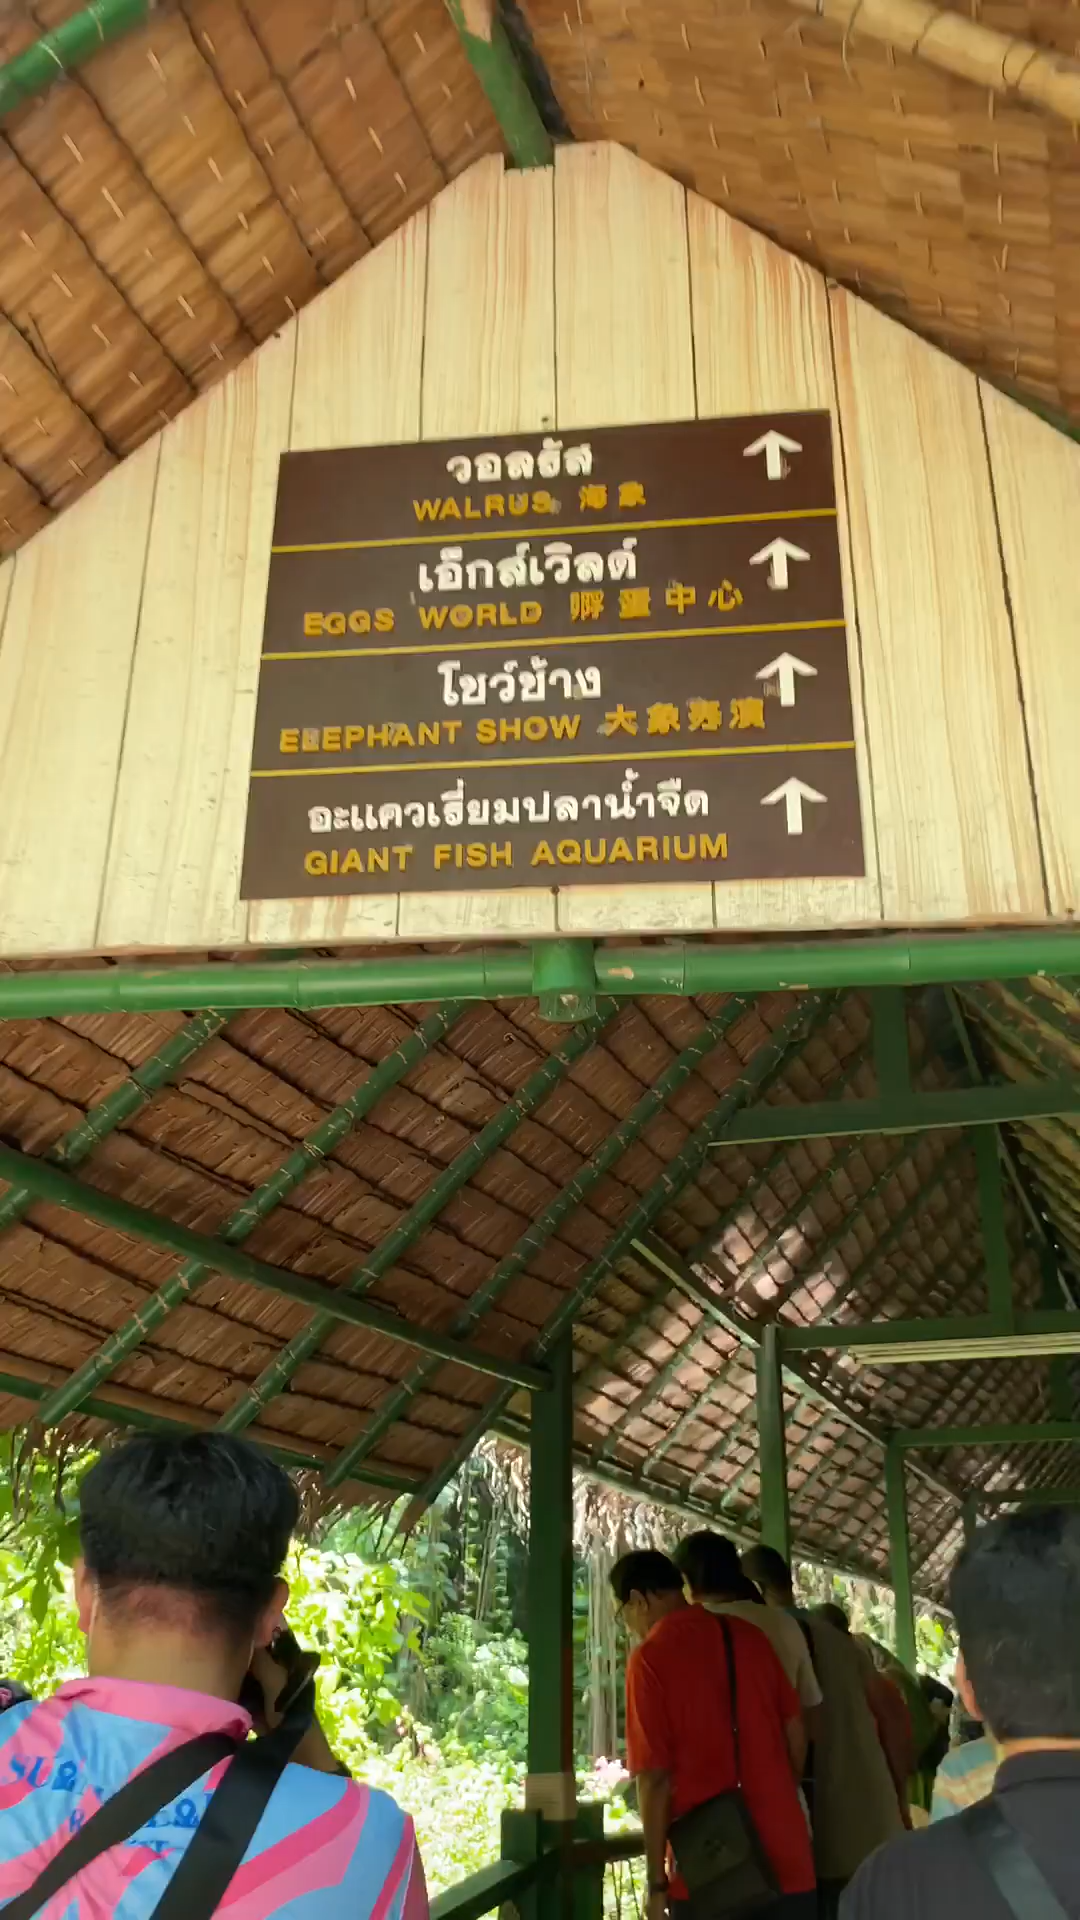 วอลรัส
WALRUS 海象
เอ๊กส์เวิลด์
EGGS WORLD 孵蛋中心
โชว์ช้าง
ELEPHANT SHOW 大象表演
อะแควเรี่ยมปลาน้ำจืด
GIANT FISH AQUARIUM